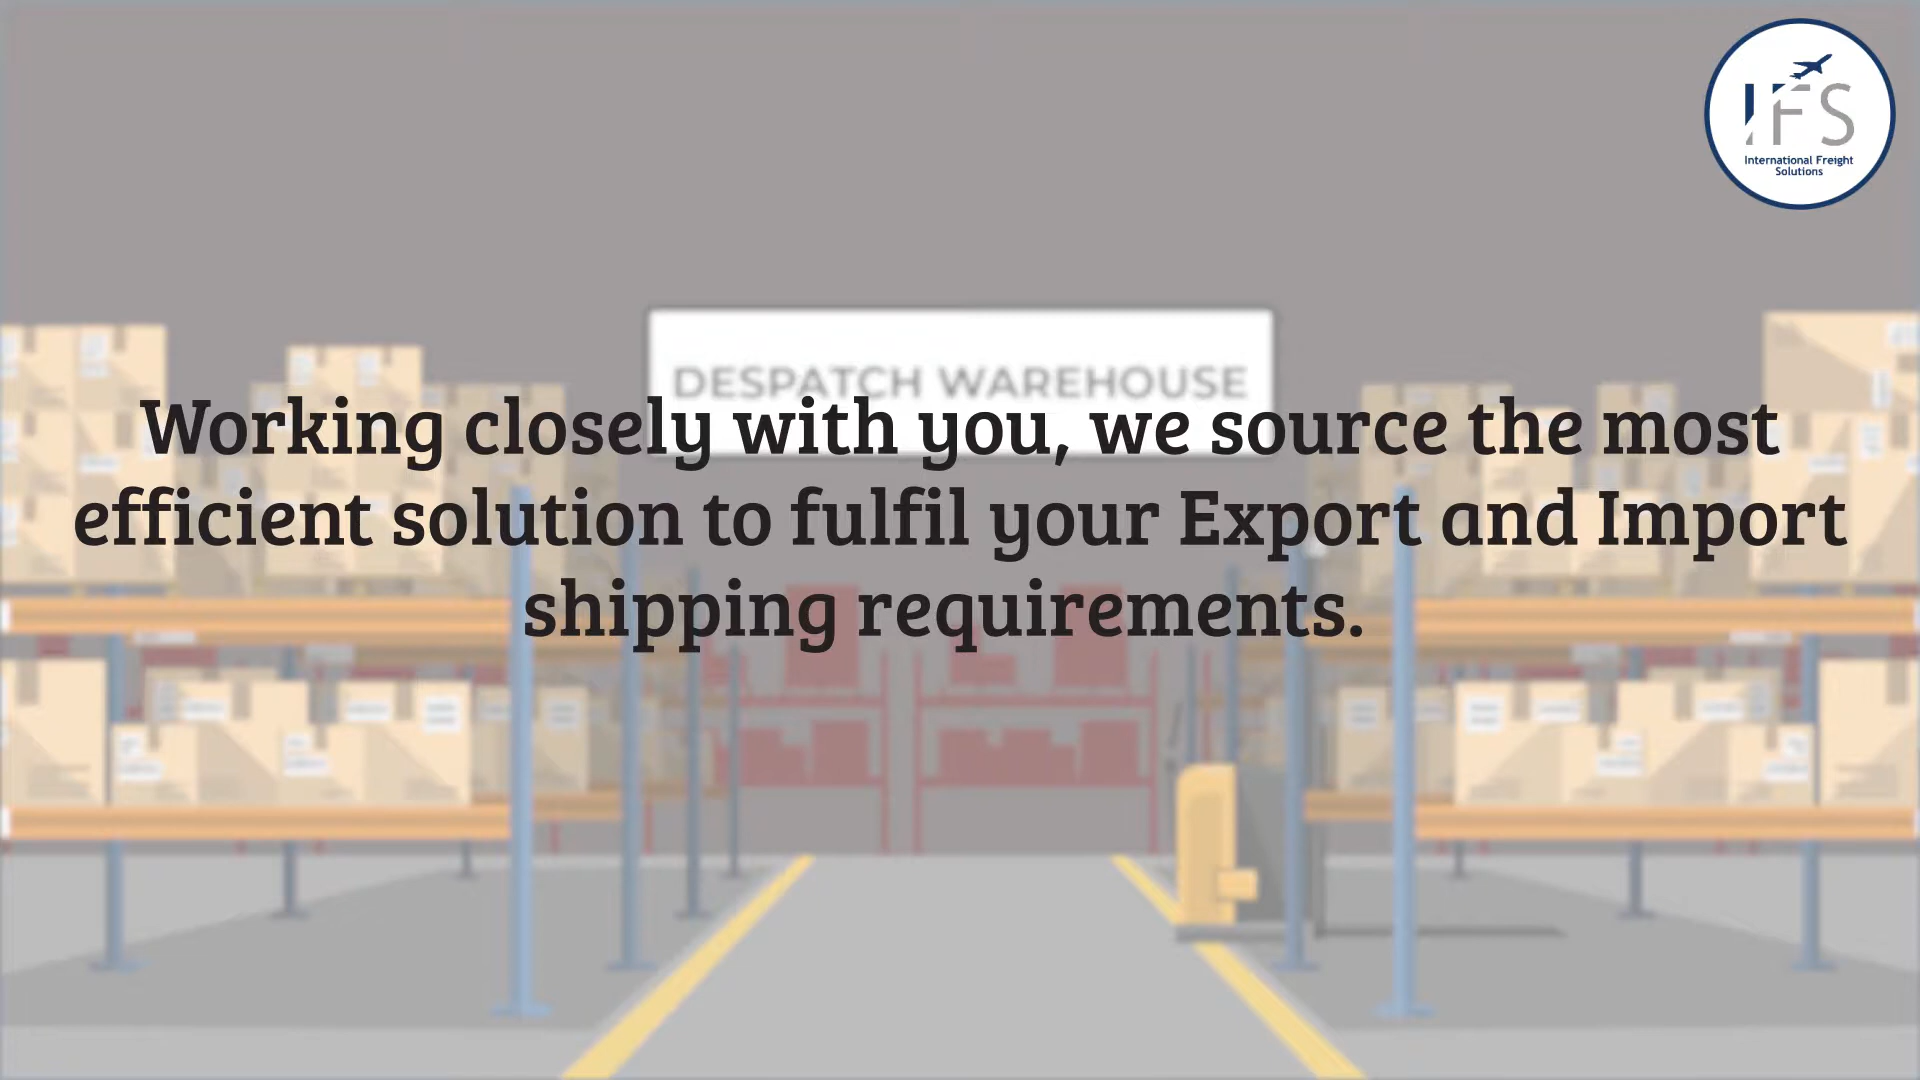 IFS
International Freight
Solutions
DESPATCH WAREHOUSE
Working closely with you, we source the most
efficient solution to fulfil your Export and Import
shipping requirements.